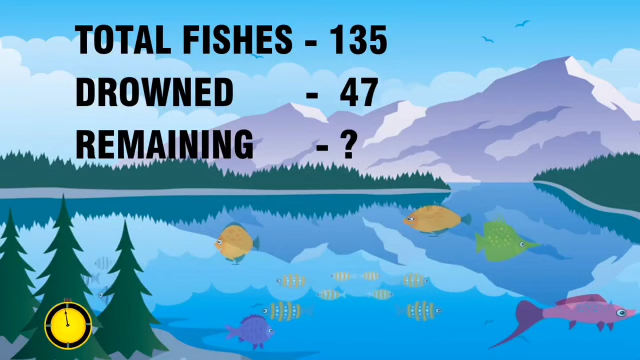 TOTAL FISHES - 135
DROWNED - 47
REMAINING - ?